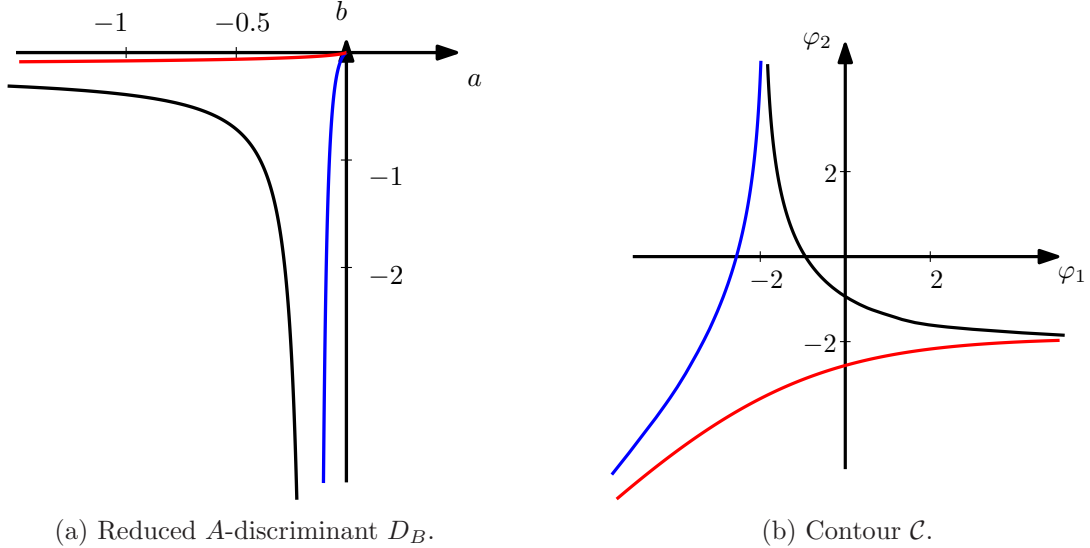 b
−1
−0.5
a
−1
−2
φ₂
2
−2
2
φ₁
−2
(a) Reduced A-discriminant D_B.
(b) Contour 𝒞.